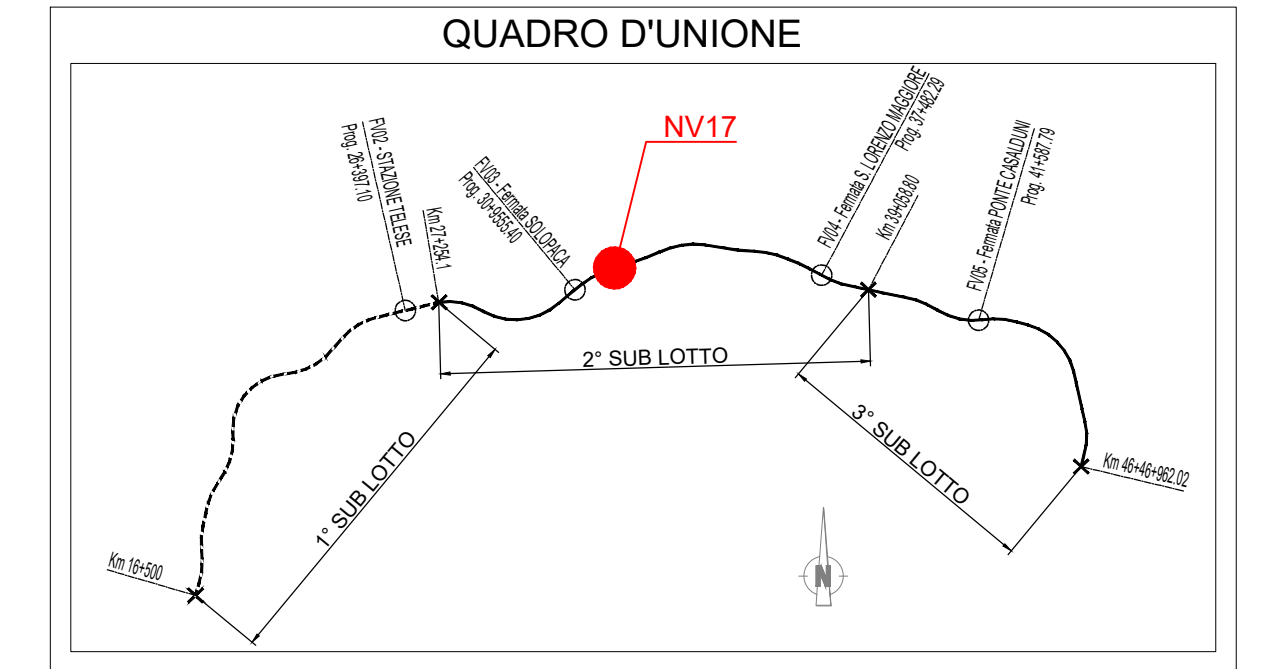 QUADRO D'UNIONE
FV02 - STAZIONE TELESE
Prog. 26+397.10
Km 27+254.1
FV03 - Fermata SOLOPACA
Prog. 30+9555.40
NV17
FV04 - Fermata S. LORENZO MAGGIORE
Prog. 37+482.29
Km 39+058.80
FV05 - Fermata PONTE CASALDUNI
Prog. 41+587.79
2° SUB LOTTO
1° SUB LOTTO
3° SUB LOTTO
Km 46+46+962.02
Km 16+500
N